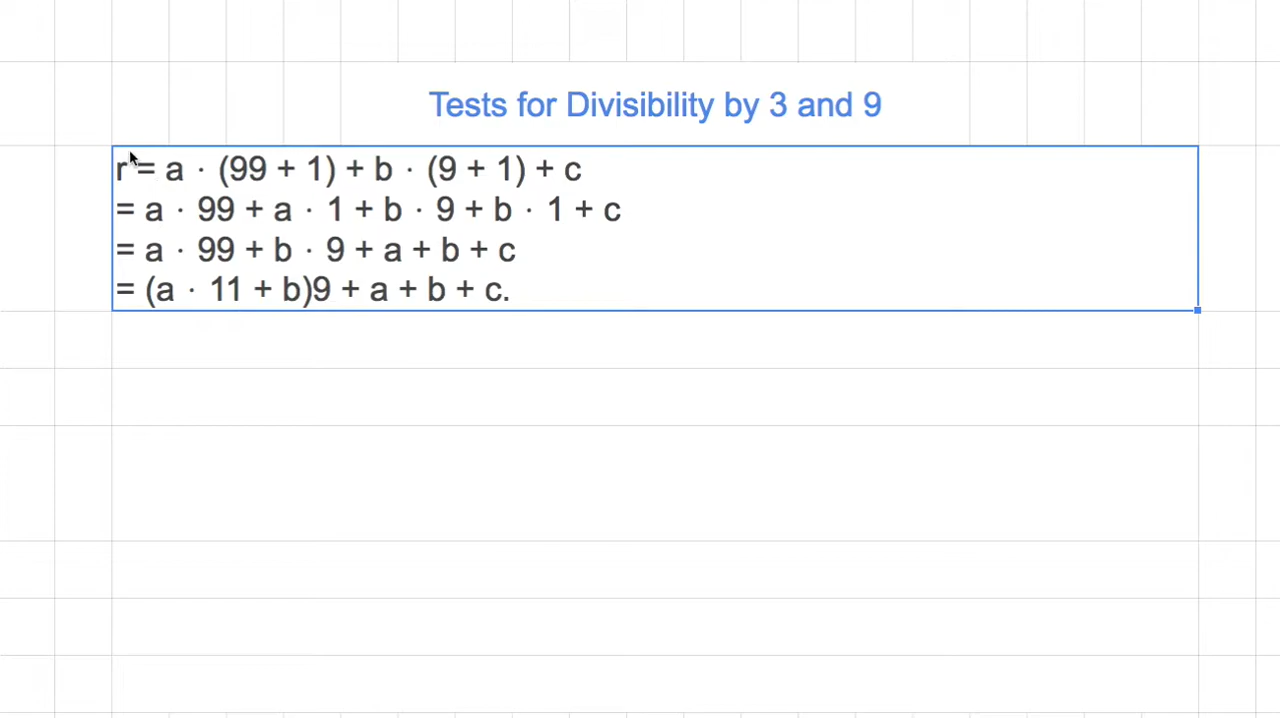 Tests for Divisibility by 3 and 9
r = a · (99 + 1) + b · (9 + 1) + c
= a · 99 + a · 1 + b · 9 + b · 1 + c
= a · 99 + b · 9 + a + b + c
= (a · 11 + b)9 + a + b + c.